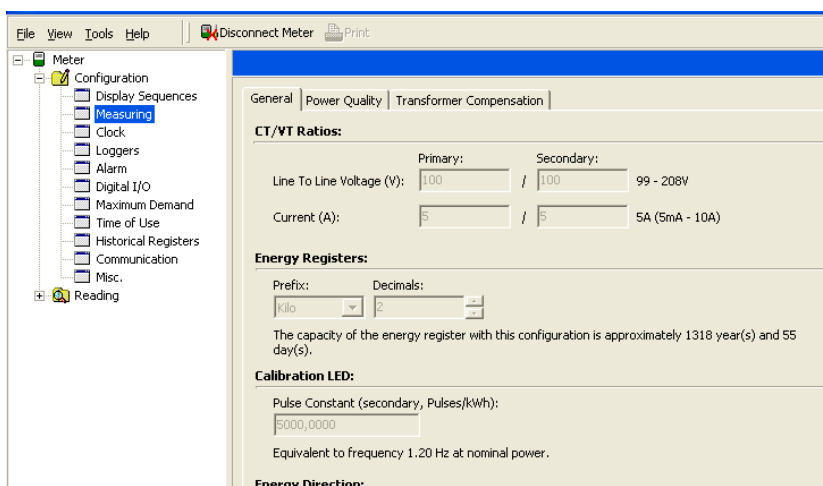 File View Tools Help Disconnect Meter Print
Meter
Configuration
Display Sequences
Measuring
Clock
Loggers
Alarm
Digital I/O
Maximum Demand
Time of Use
Historical Registers
Communication
Misc.
Reading
General Power Quality Transformer Compensation
CT/VT Ratios:
Primary: Secondary:
Line To Line Voltage (V): 100 / 100 99 - 208V
Current (A): 5 / 5 5A (5mA - 10A)
Energy Registers:
Prefix: Decimals:
Kilo 2
The capacity of the energy register with this configuration is approximately 1318 year(s) and 55
day(s).
Calibration LED:
Pulse Constant (secondary, Pulses/kWh):
5000,0000
Equivalent to frequency 1.20 Hz at nominal power.
Energy Direction: